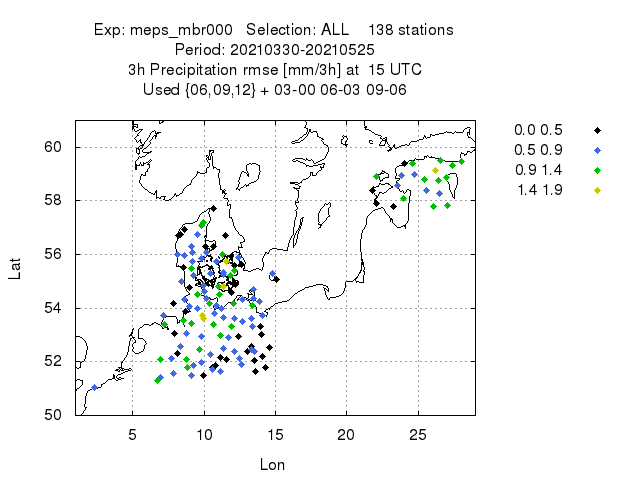 Exp: meps_mbr000 Selection: ALL 138 stations
Period: 20210330-20210525
3h Precipitation rmse [mm/3h] at 15 UTC
Used {06,09,12} + 03-00 06-03 09-06
0.0 0.5
0.5 0.9
0.9 1.4
1.4 1.9
60
58
56
54
52
50
Lat
5 10 15 20 25
Lon